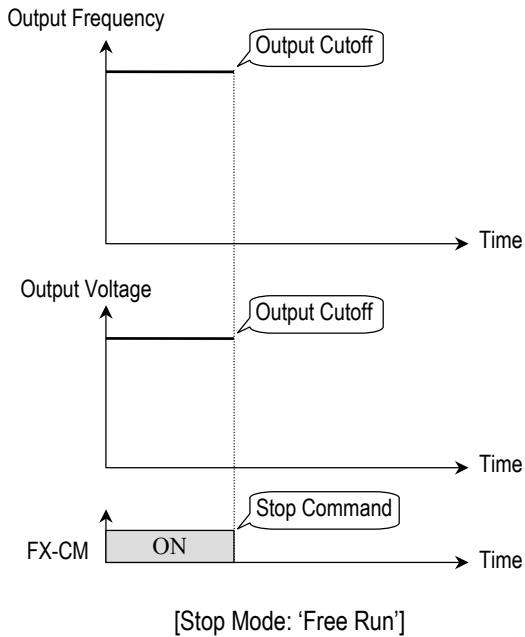 Output Frequency
Output Cutoff
Time
Output Voltage
Output Cutoff
Time
Stop Command
FX-CM
ON
Time
[Stop Mode: ‘Free Run’]